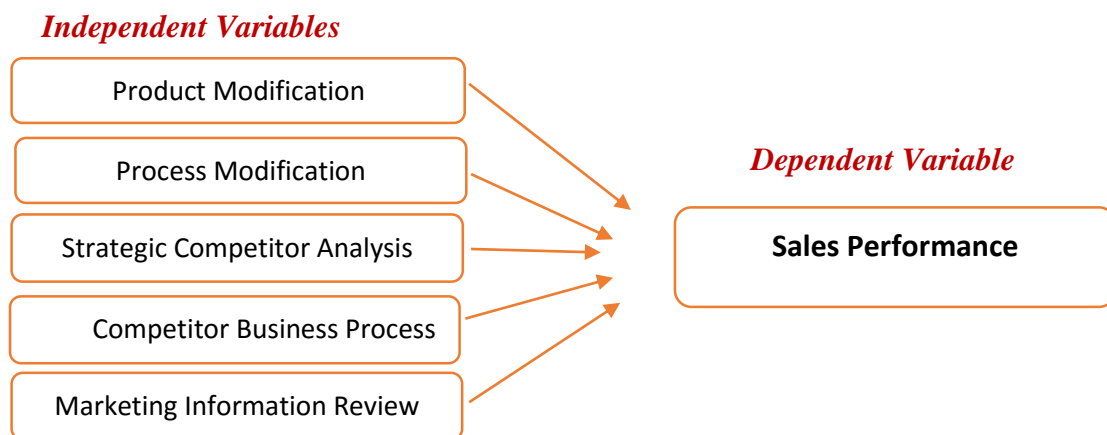 Independent Variables
Product Modification
Process Modification
Strategic Competitor Analysis
Competitor Business Process
Marketing Information Review
Dependent Variable
Sales Performance